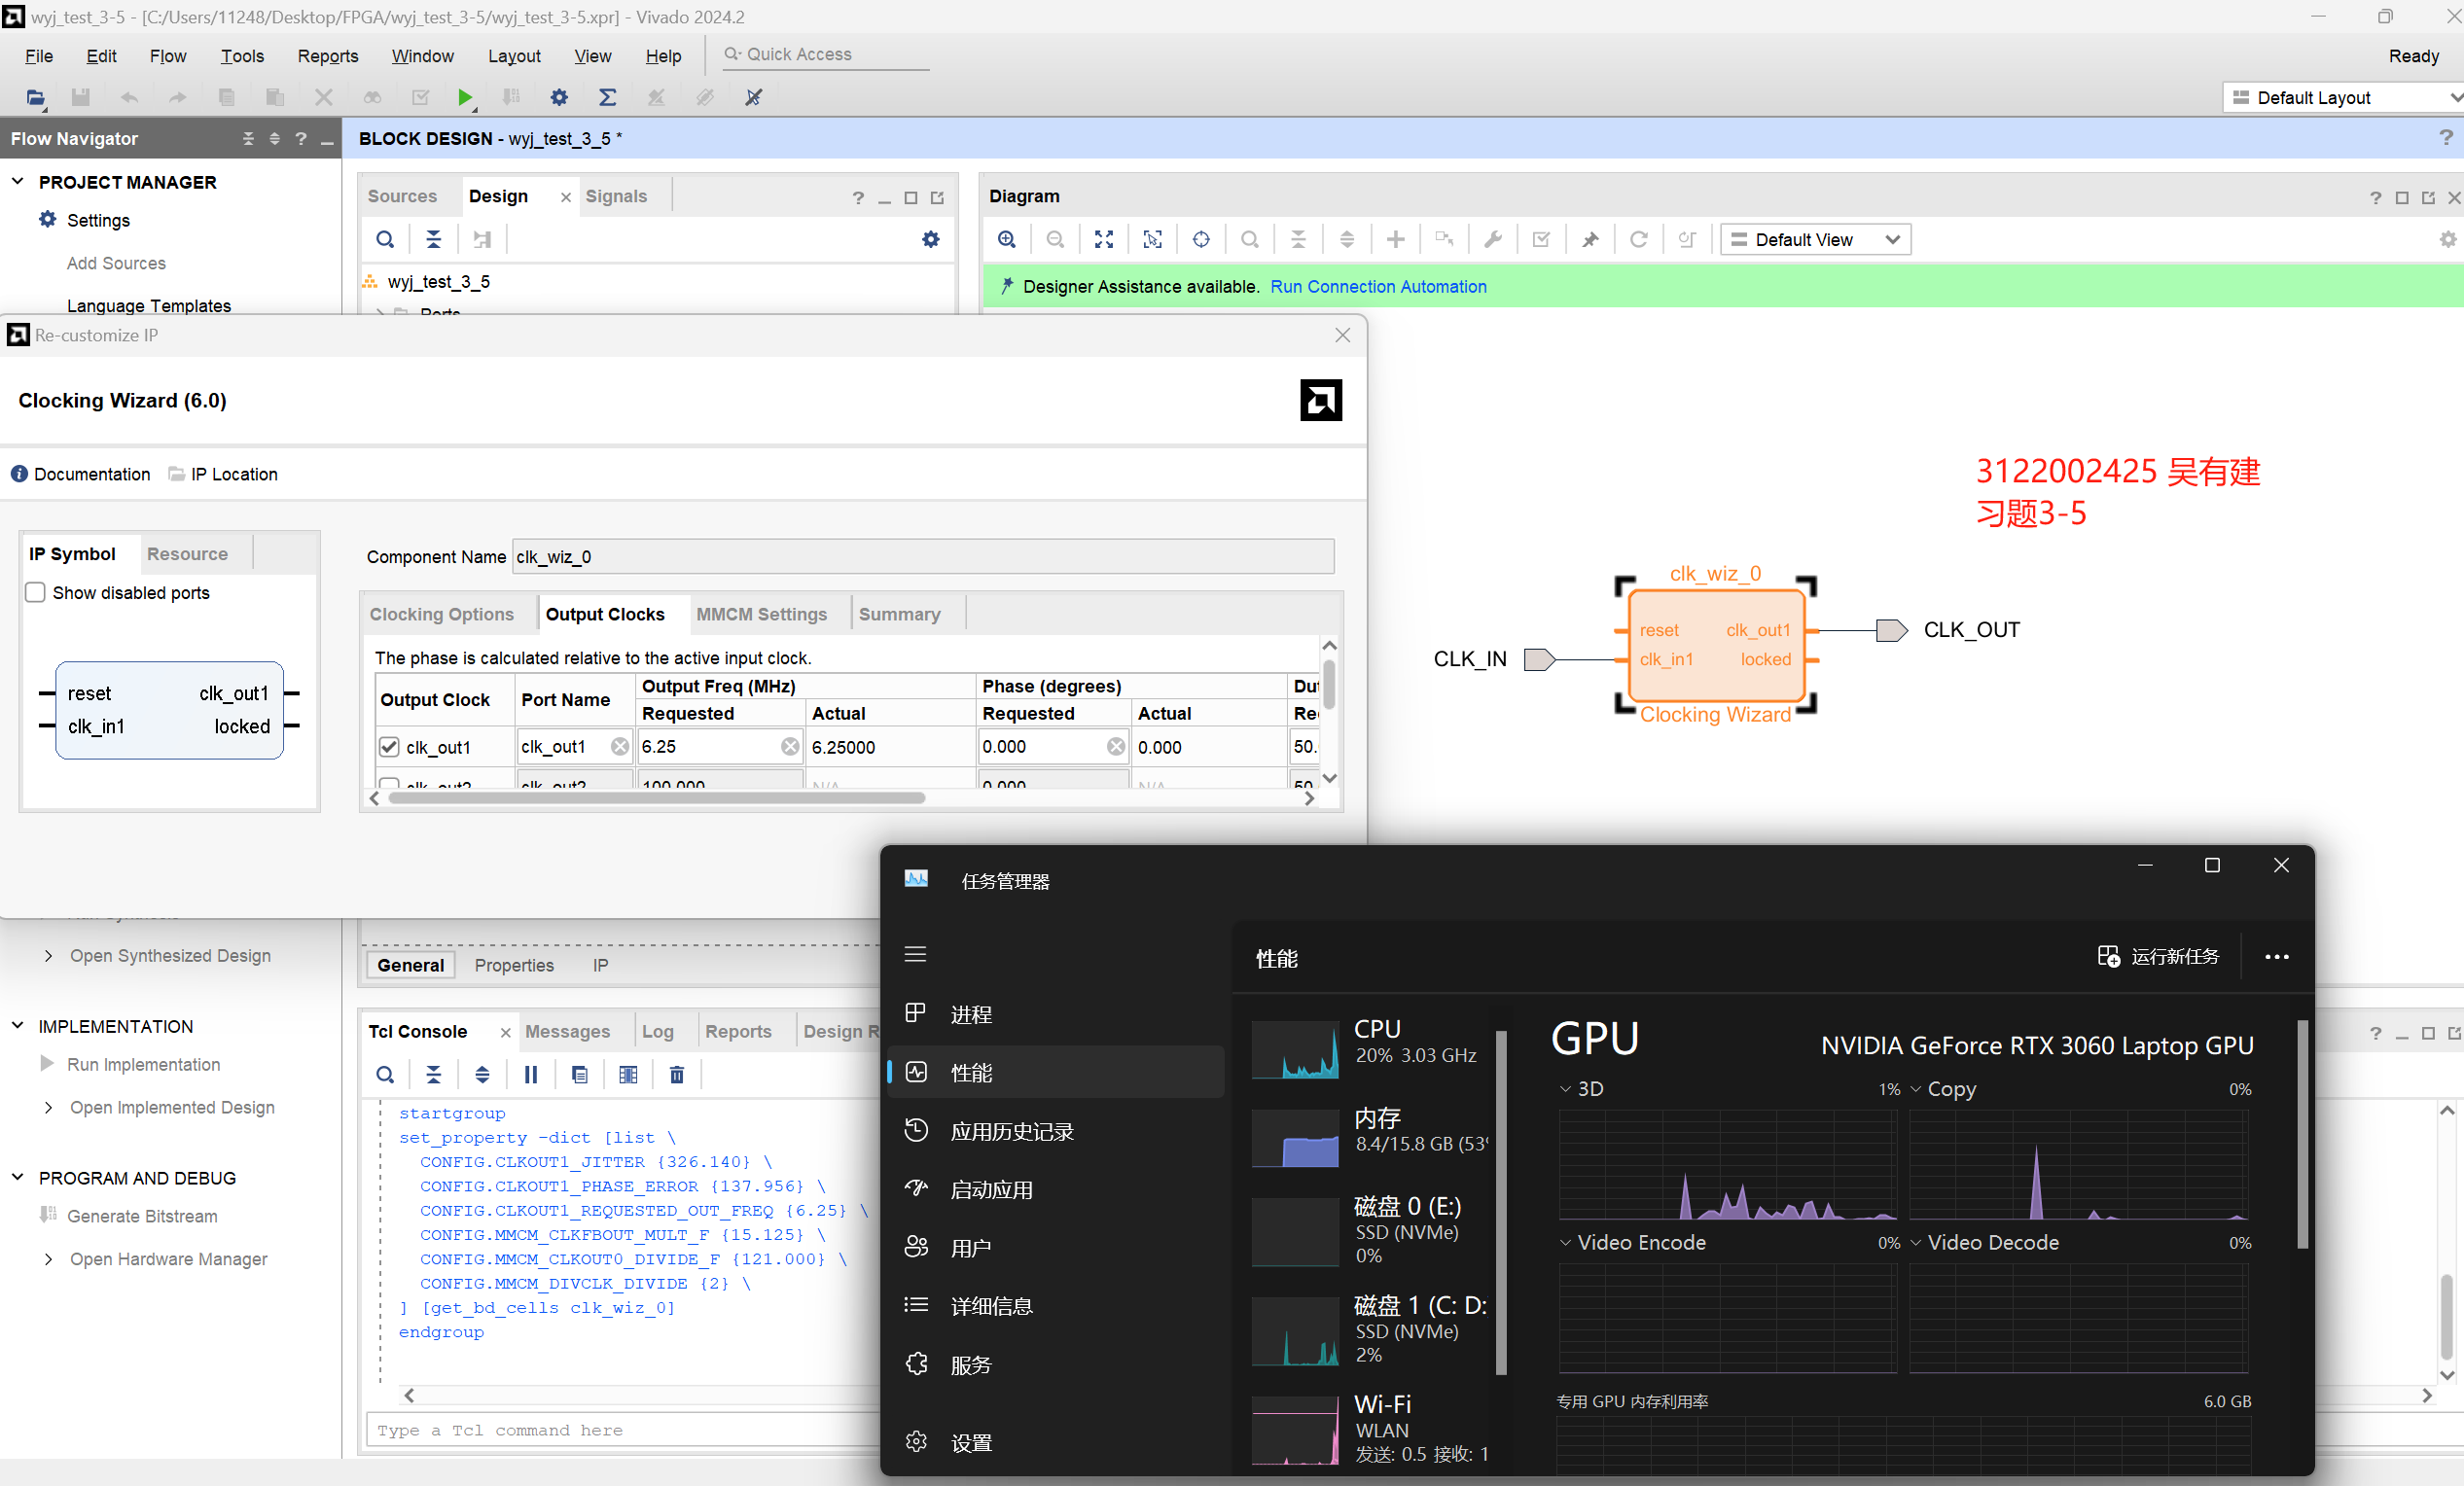 wyj_test_3-5 - [C:/Users/11248/Desktop/FPGA/wyj_test_3-5/wyj_test_3-5.xpr] - Vivado 2024.2
File Edit Flow Tools Reports Window Layout View Help Quick Access
Ready
Default Layout
Flow Navigator
BLOCK DESIGN - wyj_test_3_5 *
PROJECT MANAGER
Settings
Add Sources
Language Templates
Sources Design Signals
wyj_test_3_5
Ports
Diagram
Default View
Designer Assistance available. Run Connection Automation
Re-customize IP
Clocking Wizard (6.0)
Documentation IP Location
IP Symbol Resource
Show disabled ports
reset clk_out1
clk_in1 locked
Component Name clk_wiz_0
Clocking Options Output Clocks MMCM Settings Summary
The phase is calculated relative to the active input clock.
Output Clock Port Name Output Freq (MHz) Phase (degrees)
Requested Actual Requested Actual
clk_out1 clk_out1 6.25 6.25000 0.000 0.000 50.
clk_out2 clk_out2 100.000 N/A 0.000 N/A 50
3122002425 吴有建
习题3-5
clk_wiz_0
reset clk_out1
clk_in1 locked
CLK_IN
CLK_OUT
Clocking Wizard
Open Synthesized Design
IMPLEMENTATION
Run Implementation
Open Implemented Design
PROGRAM AND DEBUG
Generate Bitstream
Open Hardware Manager
General Properties IP
Tcl Console Messages Log Reports Design R
startgroup
set_property -dict [list \
CONFIG.CLKOUT1_JITTER {326.140} \
CONFIG.CLKOUT1_PHASE_ERROR {137.956} \
CONFIG.CLKOUT1_REQUESTED_OUT_FREQ {6.25} \
CONFIG.MMCM_CLKFBOUT_MULT_F {15.125} \
CONFIG.MMCM_CLKOUT0_DIVIDE_F {121.000} \
CONFIG.MMCM_DIVCLK_DIVIDE {2} \
] [get_bd_cells clk_wiz_0]
endgroup
Type a Tcl command here
任务管理器
性能
运行新任务
进程
性能
应用历史记录
启动应用
用户
详细信息
服务
设置
CPU
20% 3.03 GHz
内存
8.4/15.8 GB (53%
磁盘 0 (E:)
SSD (NVMe)
0%
磁盘 1 (C: D:
SSD (NVMe)
2%
Wi-Fi
WLAN
发送: 0.5 接收: 1
GPU
NVIDIA GeForce RTX 3060 Laptop GPU
3D 1% Copy 0%
Video Encode 0% Video Decode 0%
专用 GPU 内存利用率 6.0 GB